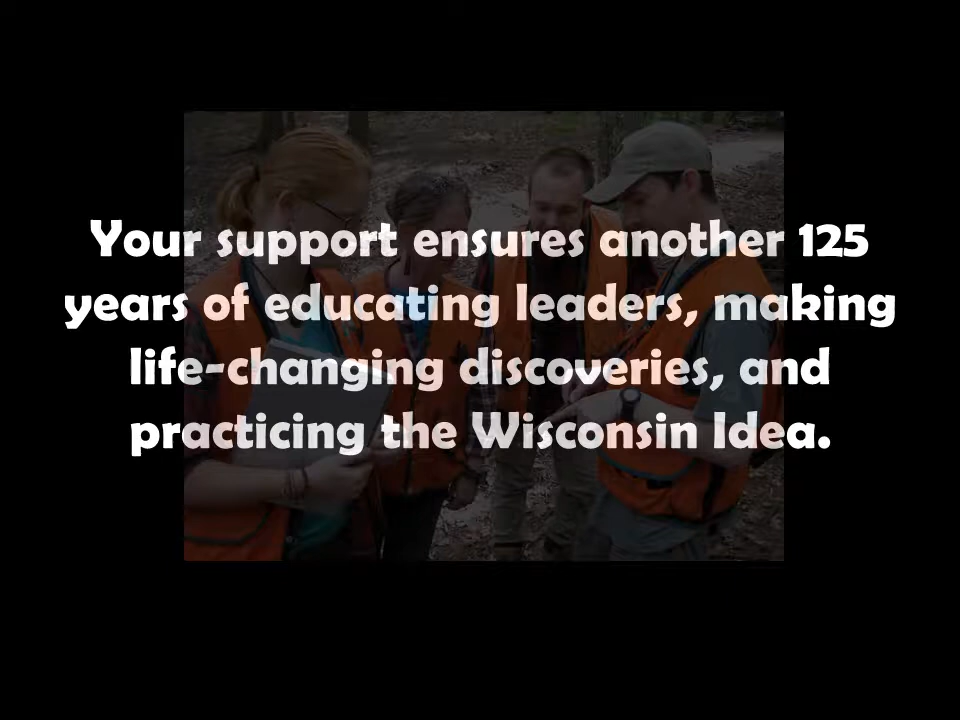 Your support ensures another 125
years of educating leaders, making
life-changing discoveries, and
practicing the Wisconsin Idea.